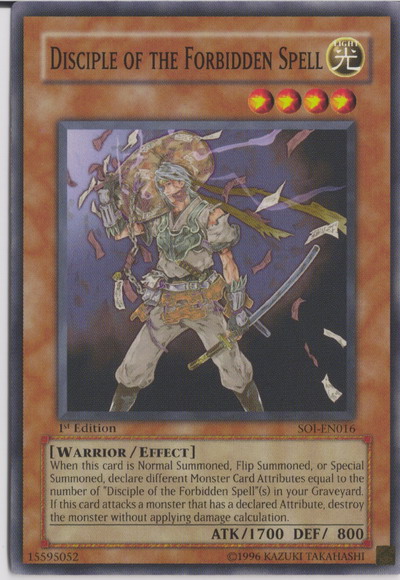 DISCIPLE OF THE FORBIDDEN SPELL
LIGHT
光
1st Edition
SOI-EN016
[WARRIOR/EFFECT]
When this card is Normal Summoned, Flip Summoned, or Special
Summoned, declare different Monster Card Attributes equal to the
number of "Disciple of the Forbidden Spell"(s) in your Graveyard.
If this card attacks a monster that has a declared Attribute, destroy
the monster without applying damage calculation.
ATK/1700 DEF/ 800
15595052
©1996 KAZUKI TAKAHASHI